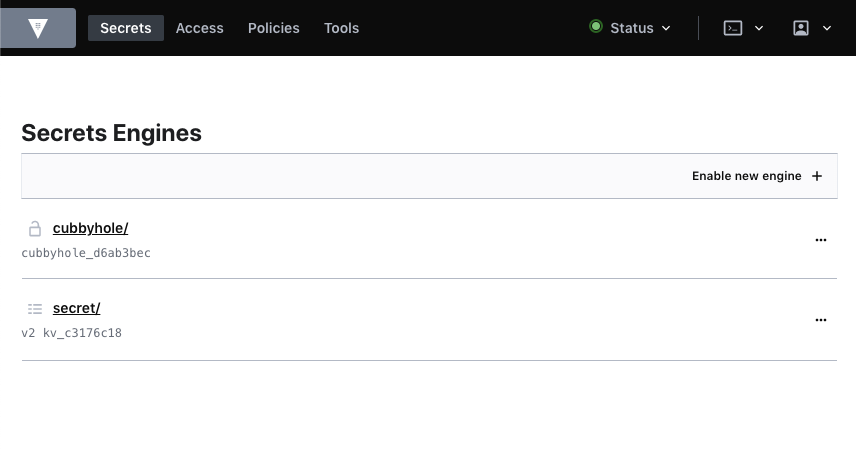 Secrets Access Policies Tools Status
Secrets Engines
Enable new engine
cubbyhole/
cubbyhole_d6ab3bec
secret/
v2 kv_c3176c18